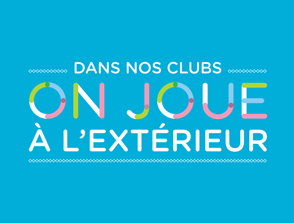 DANS NOS CLUBS
ON JOUE
À L'EXTÉRIEUR